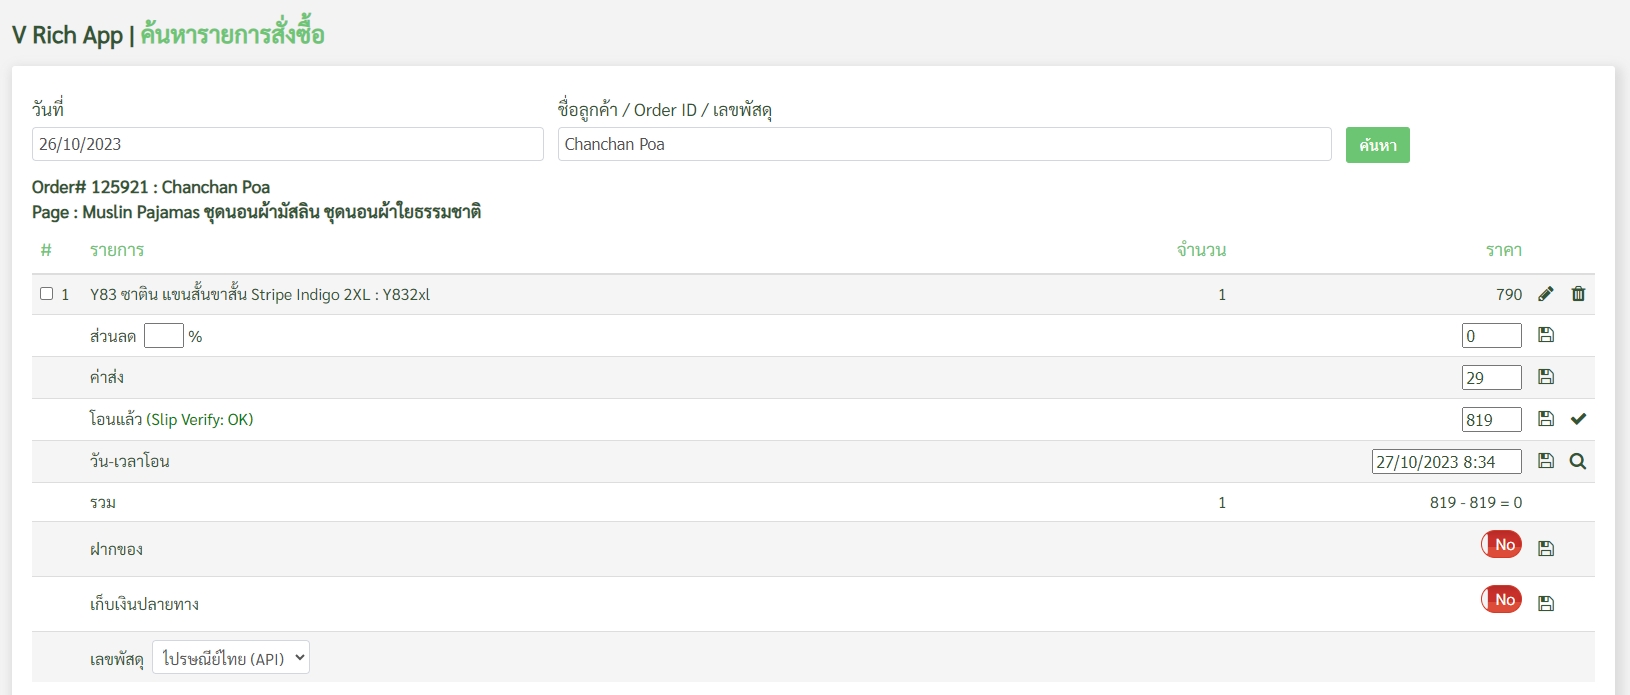 V Rich App | ค้นหารายการสั่งซื้อ
วันที่ ชื่อลูกค้า / Order ID / เลขพัสดุ
26/10/2023 Chanchan Poa ค้นหา
Order# 125921 : Chanchan Poa
Page : Muslin Pajamas ชุดนอนผ้ามัสลิน ชุดนอนผ้าใยธรรมชาติ
# รายการ จำนวน ราคา
1 Y83 ซาติน แขนสั้นขาสั้น Stripe Indigo 2XL : Y832xl 1 790
ส่วนลด % 0
ค่าส่ง 29
โอนแล้ว (Slip Verify: OK) 819
วัน-เวลาโอน 27/10/2023 8:34
รวม 1 819 - 819 = 0
ฝากของ No
เก็บเงินปลายทาง No
เลขพัสดุ ไปรษณีย์ไทย (API)